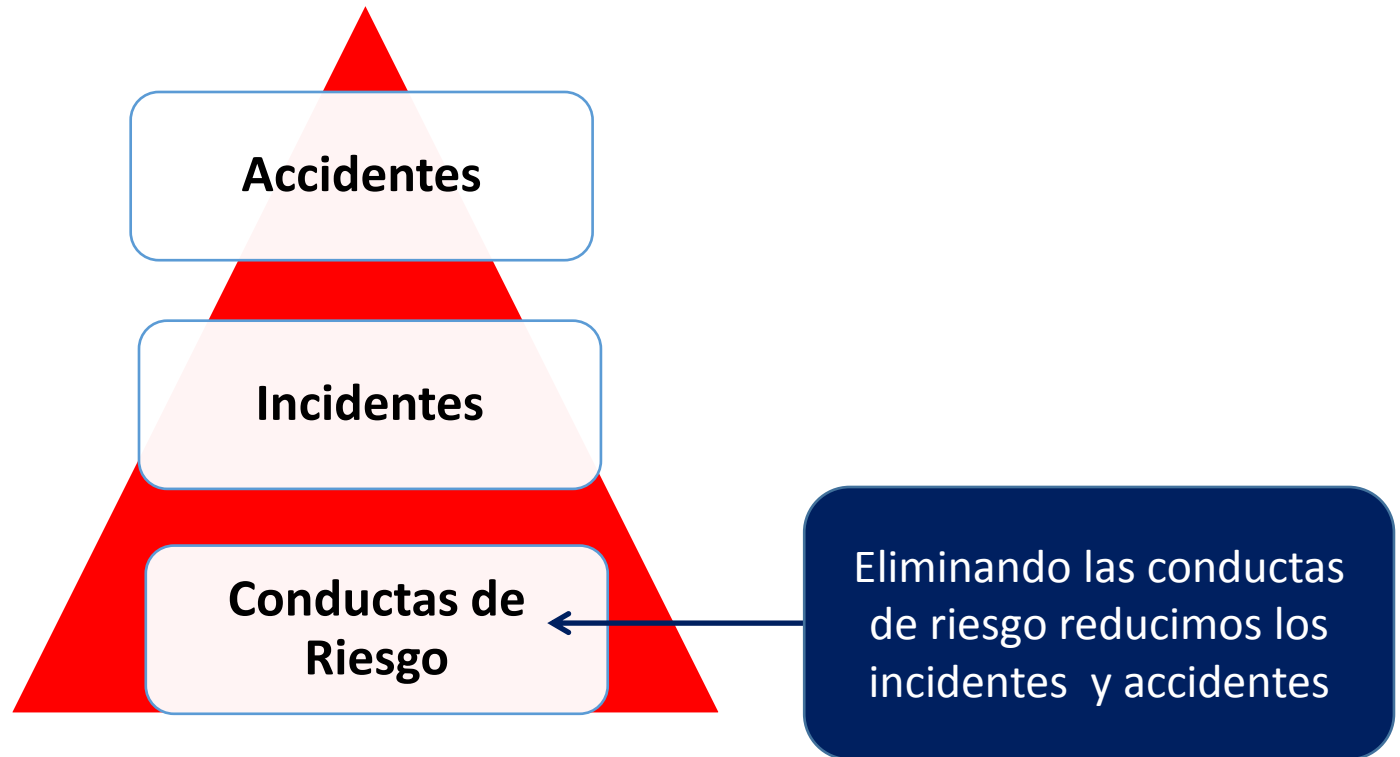 Accidentes
Incidentes
Conductas de
Riesgo
Eliminando las conductas
de riesgo reducimos los
incidentes  y accidentes